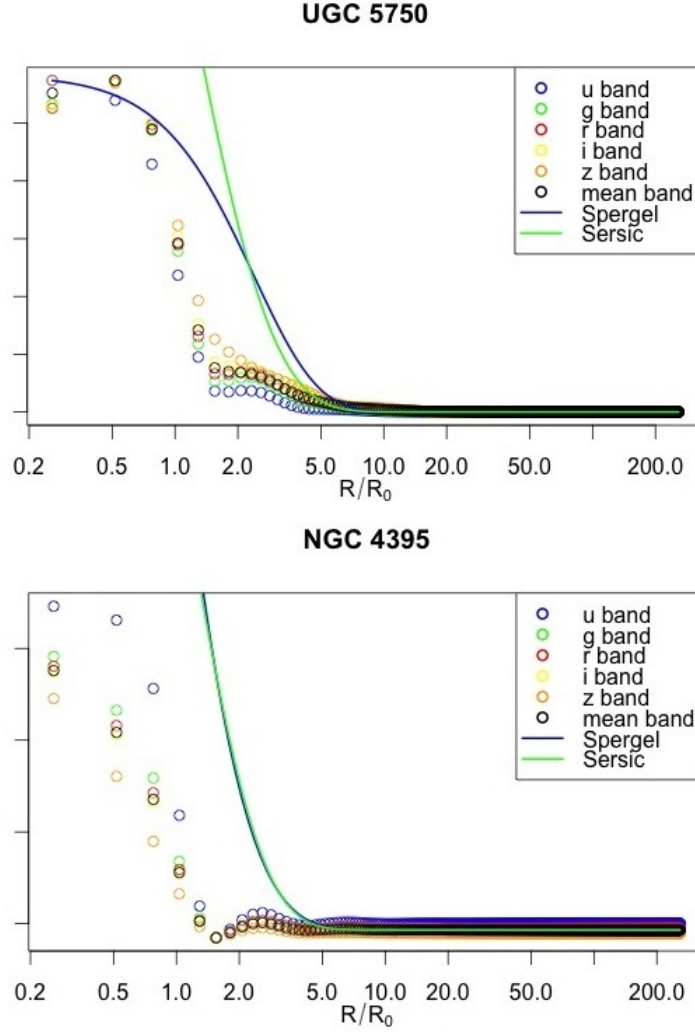 UGC 5750
u band
g band
r band
i band
z band
mean band
Spergel
Sersic
0.2 0.5 1.0 2.0 5.0 10.0 20.0 50.0 200.0
R/R₀
NGC 4395
u band
g band
r band
i band
z band
mean band
Spergel
Sersic
0.2 0.5 1.0 2.0 5.0 10.0 20.0 50.0 200.0
R/R₀